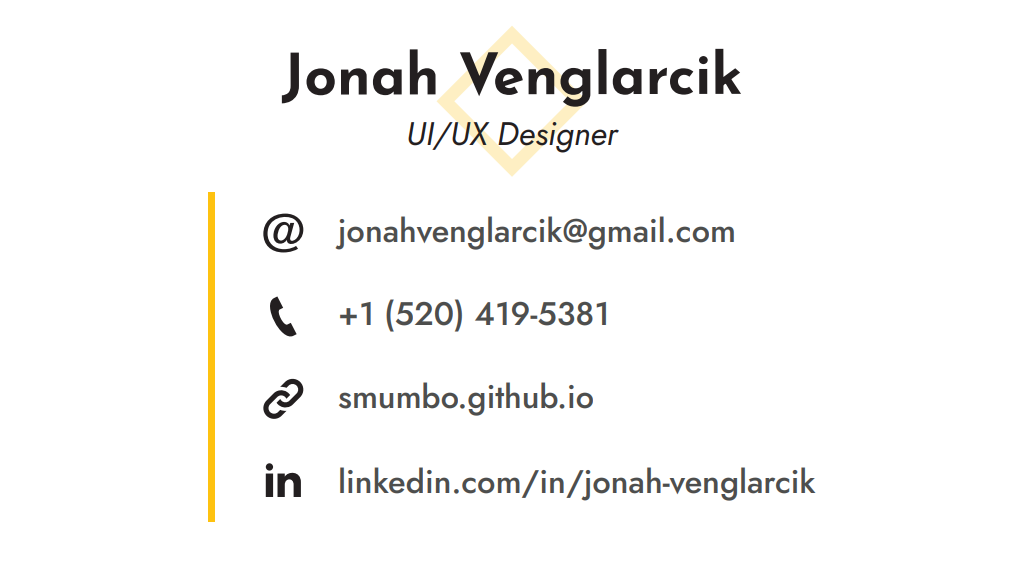 Jonah Venglarcik
UI/UX Designer
@ jonahvenglarcik@gmail.com
+1 (520) 419-5381
smumbo.github.io
in linkedin.com/in/jonah-venglarcik